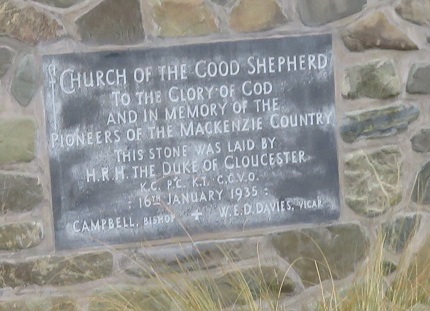 CHURCH OF THE GOOD SHEPHERD
TO THE GLORY OF GOD
AND IN MEMORY OF THE
PIONEERS OF THE MACKENZIE COUNTRY
THIS STONE WAS LAID BY
H.R.H. THE DUKE OF GLOUCESTER
K.G. P.C. K.T. G.C.V.O.
: 16TH JANUARY 1935 :
CAMPBELL, BISHOP + W.E.D. DAVIES, VICAR